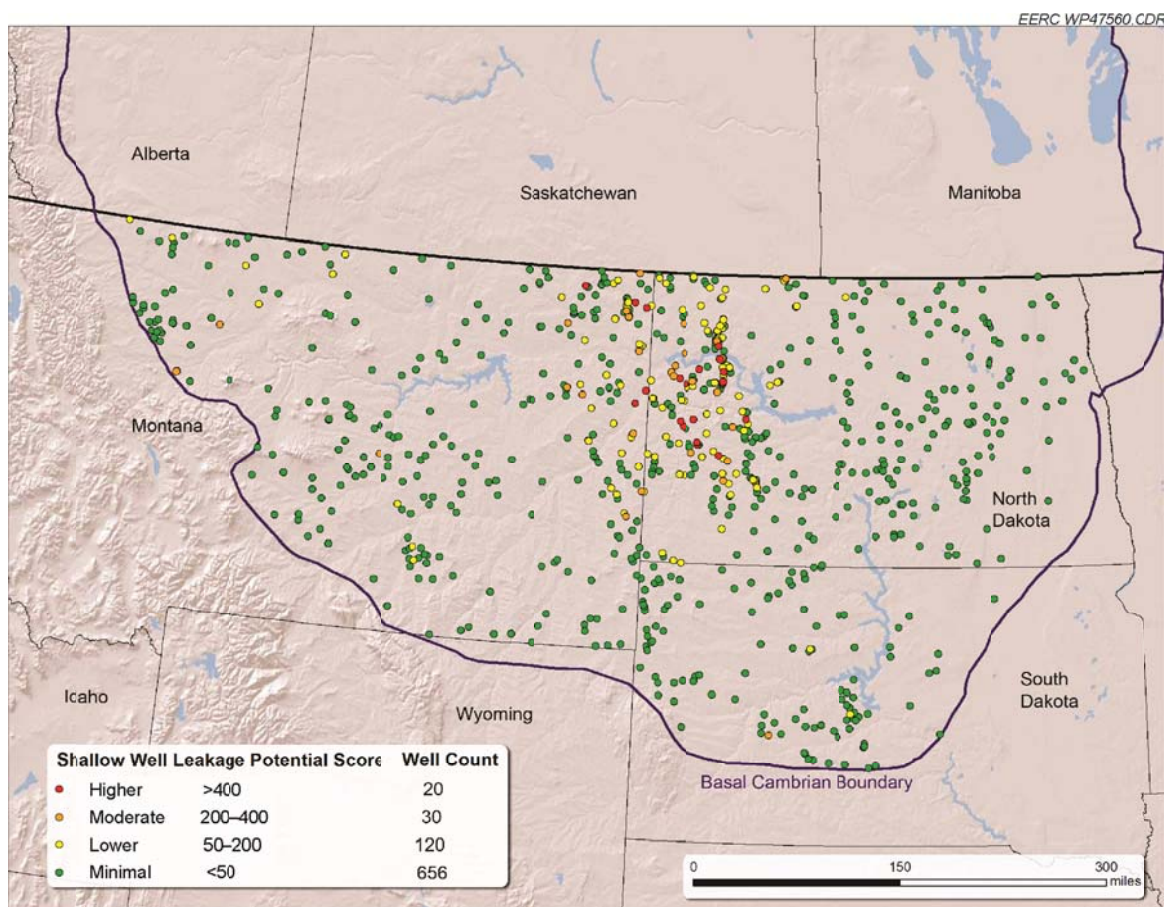 EERC WP47560.CDR
Alberta
Saskatchewan
Manitoba
Montana
North
Dakota
Idaho
Wyoming
South
Dakota
Basal Cambrian Boundary
Shallow Well Leakage Potential Score Well Count
Higher >400 20
Moderate 200–400 30
Lower 50–200 120
Minimal <50 656
0 150 300
miles